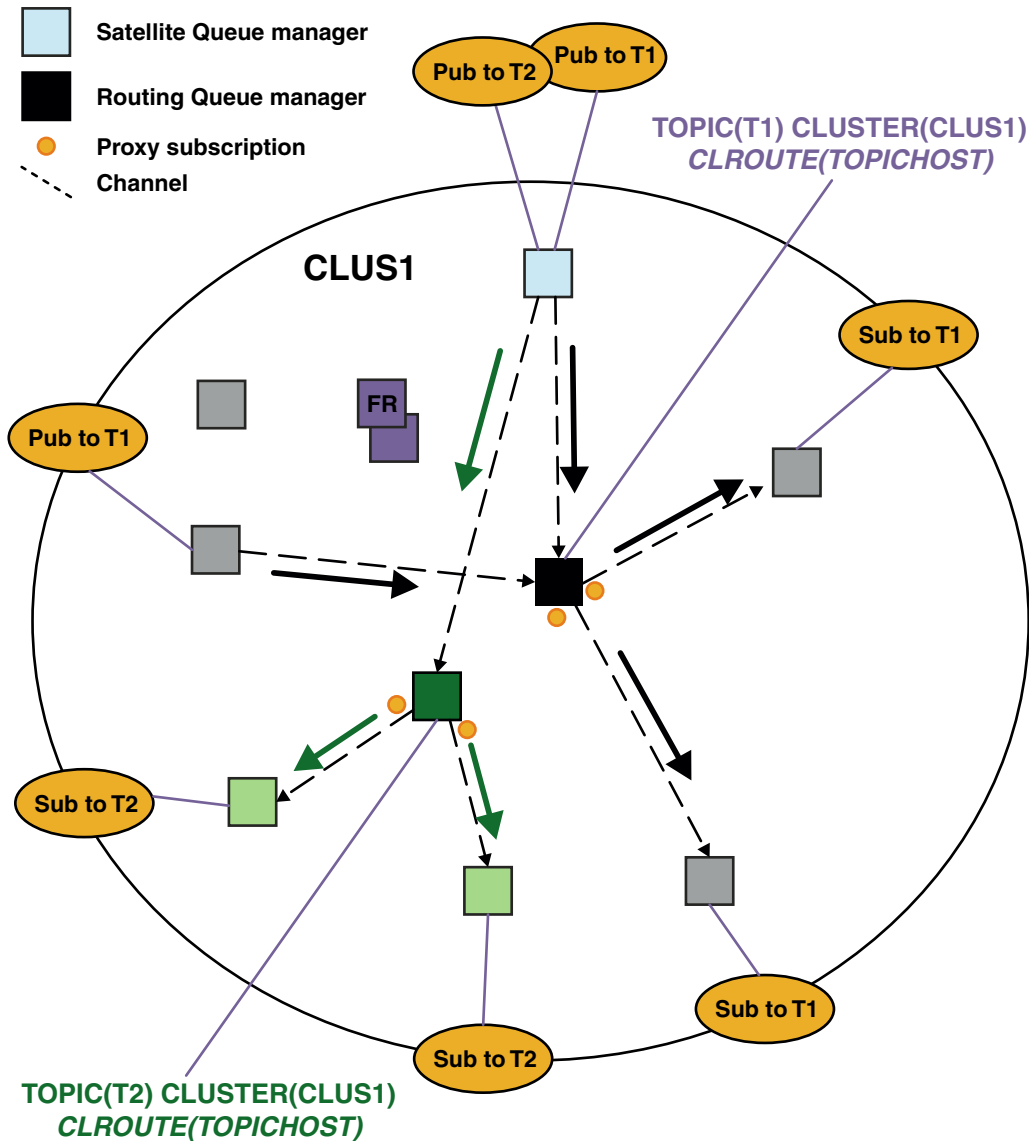 Satellite Queue manager
Routing Queue manager
Proxy subscription
Channel
Pub to T2
Pub to T1
TOPIC(T1) CLUSTER(CLUS1)
CLROUTE(TOPICHOST)
CLUS1
Sub to T1
FR
Pub to T1
Sub to T2
Sub to T1
Sub to T2
TOPIC(T2) CLUSTER(CLUS1)
CLROUTE(TOPICHOST)